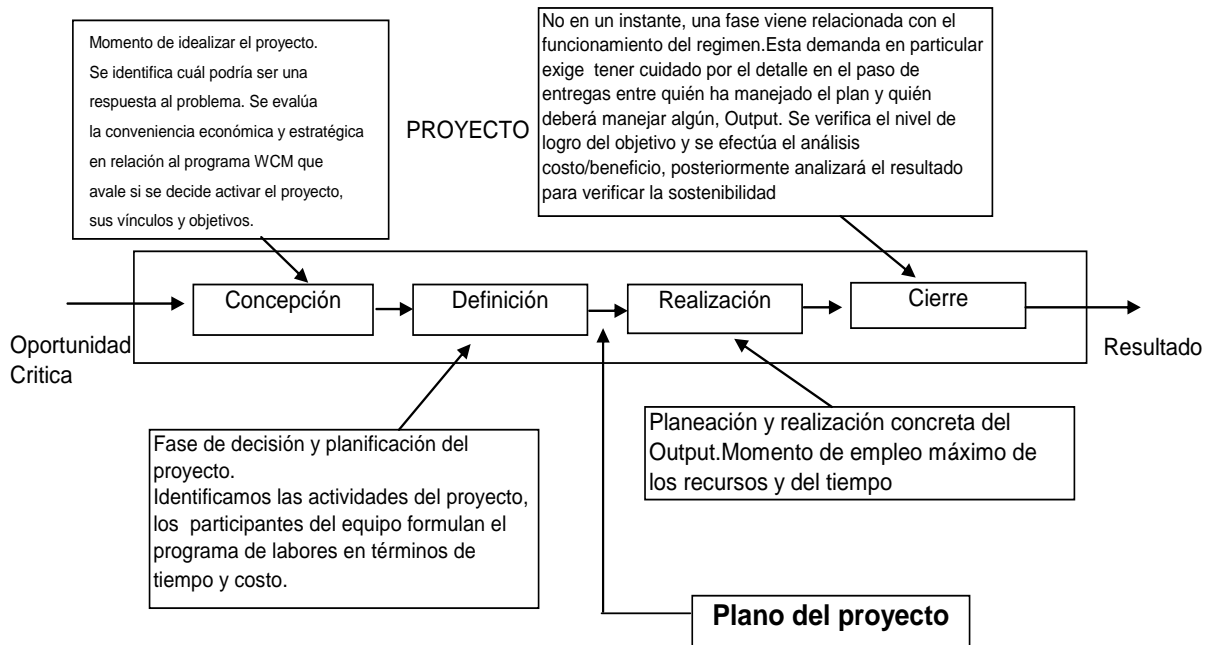 Momento de idealizar el proyecto.
Se identifica cuál podría ser una
respuesta al problema. Se evalúa
la conveniencia económica y estratégica
en relación al programa WCM que
avale si se decide activar el proyecto,
sus vínculos y objetivos.
PROYECTO
No en un instante, una fase viene relacionada con el
funcionamiento del regimen.Esta demanda en particular
exige tener cuidado por el detalle en el paso de
entregas entre quién ha manejado el plan y quién
deberá manejar algún, Output. Se verifica el nivel de
logro del objetivo y se efectúa el análisis
costo/beneficio, posteriormente analizará el resultado
para verificar la sostenibilidad
Oportunidad
Critica
Concepción
Definición
Realización
Cierre
Resultado
Fase de decisión y planificación del
proyecto.
Identificamos las actividades del proyecto,
los participantes del equipo formulan el
programa de labores en términos de
tiempo y costo.
Planeación y realización concreta del
Output.Momento de empleo máximo de
los recursos y del tiempo
Plano del proyecto